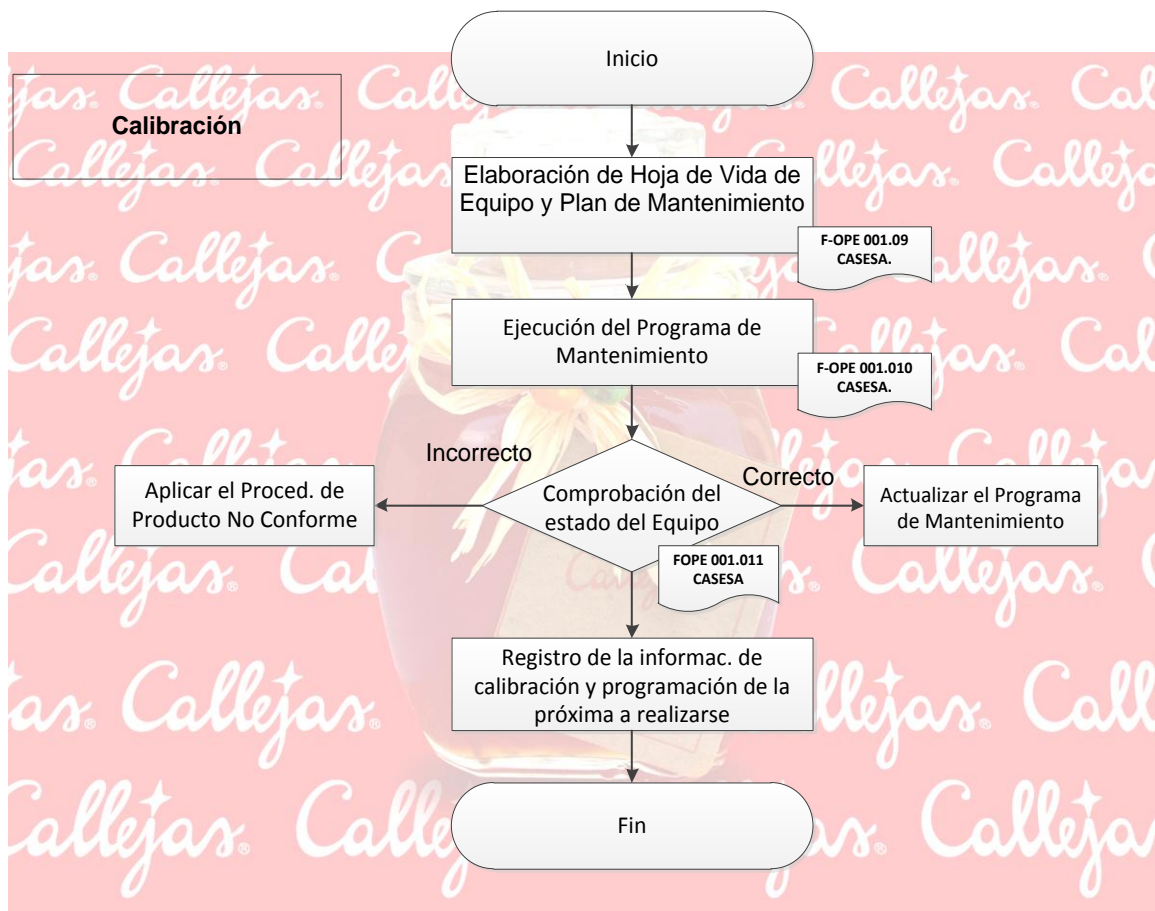 Inicio
Calibración
Elaboración de Hoja de Vida de
Equipo y Plan de Mantenimiento
F-OPE 001.09
CASESA.
Ejecución del Programa de
Mantenimiento
F-OPE 001.010
CASESA.
Incorrecto
Correcto
Aplicar el Proced. de
Producto No Conforme
Comprobación del
estado del Equipo
Actualizar el Programa
de Mantenimiento
FOPE 001.011
CASESA
Registro de la informac. de
calibración y programación de la
próxima a realizarse
Fin
Callejas